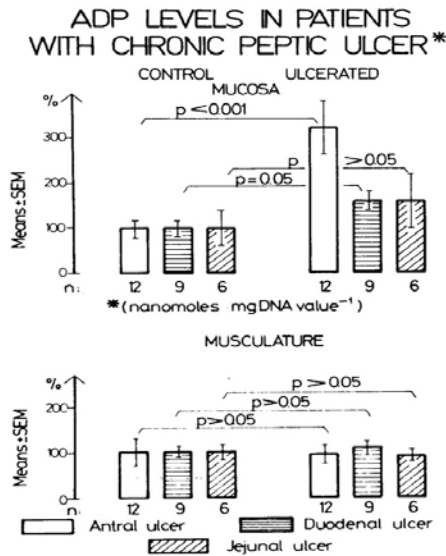 ADP LEVELS IN PATIENTS
WITH CHRONIC PEPTIC ULCER*
CONTROL ULCERATED
MUCOSA
%
p<0.001
300
p >0.05
200
p=0.05
100
0
Means±SEM
n: 12 9 6 12 9 6
*(nanomoles mgDNA value⁻¹)
MUSCULATURE
%
p>0.05
200
p>0.05
p>0.05
100
0
Means±SEM
n: 12 9 6 12 9 6
Antral ulcer Duodenal ulcer
Jejunal ulcer